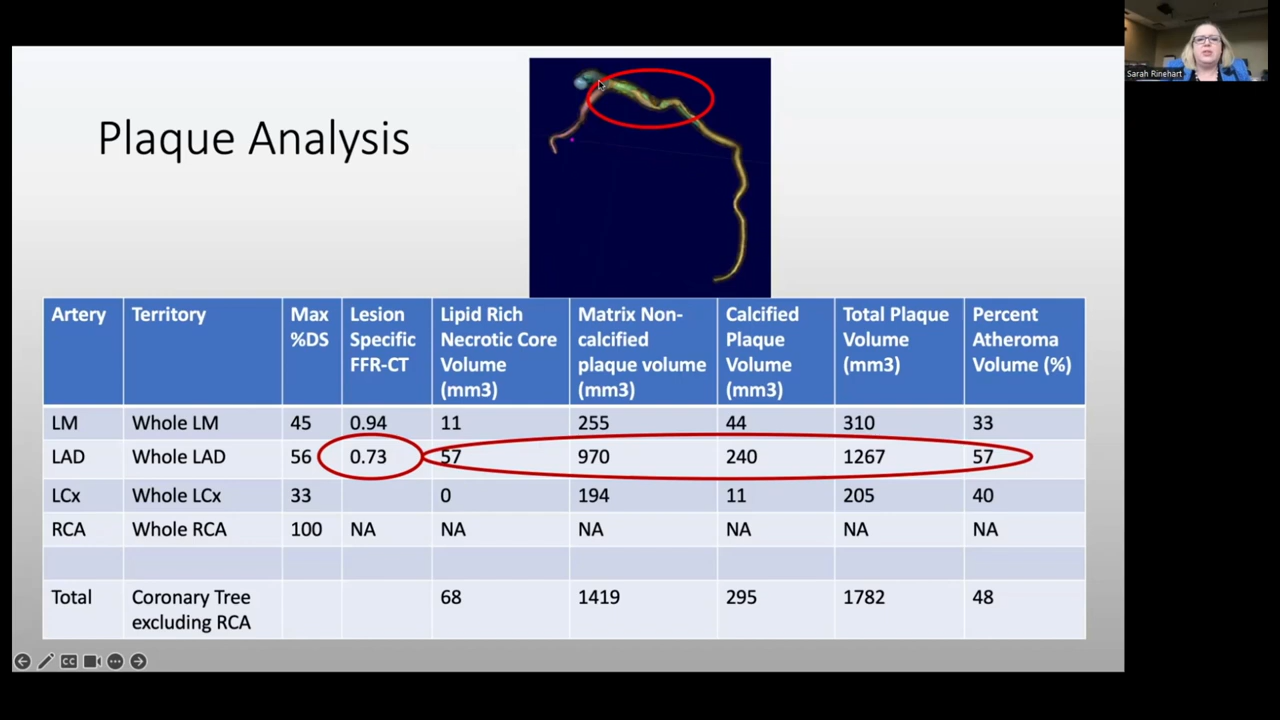 Sarah Rinehart
Plaque Analysis
Artery Territory Max %DS Lesion Specific FFR-CT Lipid Rich Necrotic Core Volume (mm3) Matrix Non-calcified plaque volume (mm3) Calcified Plaque Volume (mm3) Total Plaque Volume (mm3) Percent Atheroma Volume (%)
LM Whole LM 45 0.94 11 255 44 310 33
LAD Whole LAD 56 0.73 57 970 240 1267 57
LCx Whole LCx 33 0 194 11 205 40
RCA Whole RCA 100 NA NA NA NA NA NA
Total Coronary Tree excluding RCA 68 1419 295 1782 48
CC